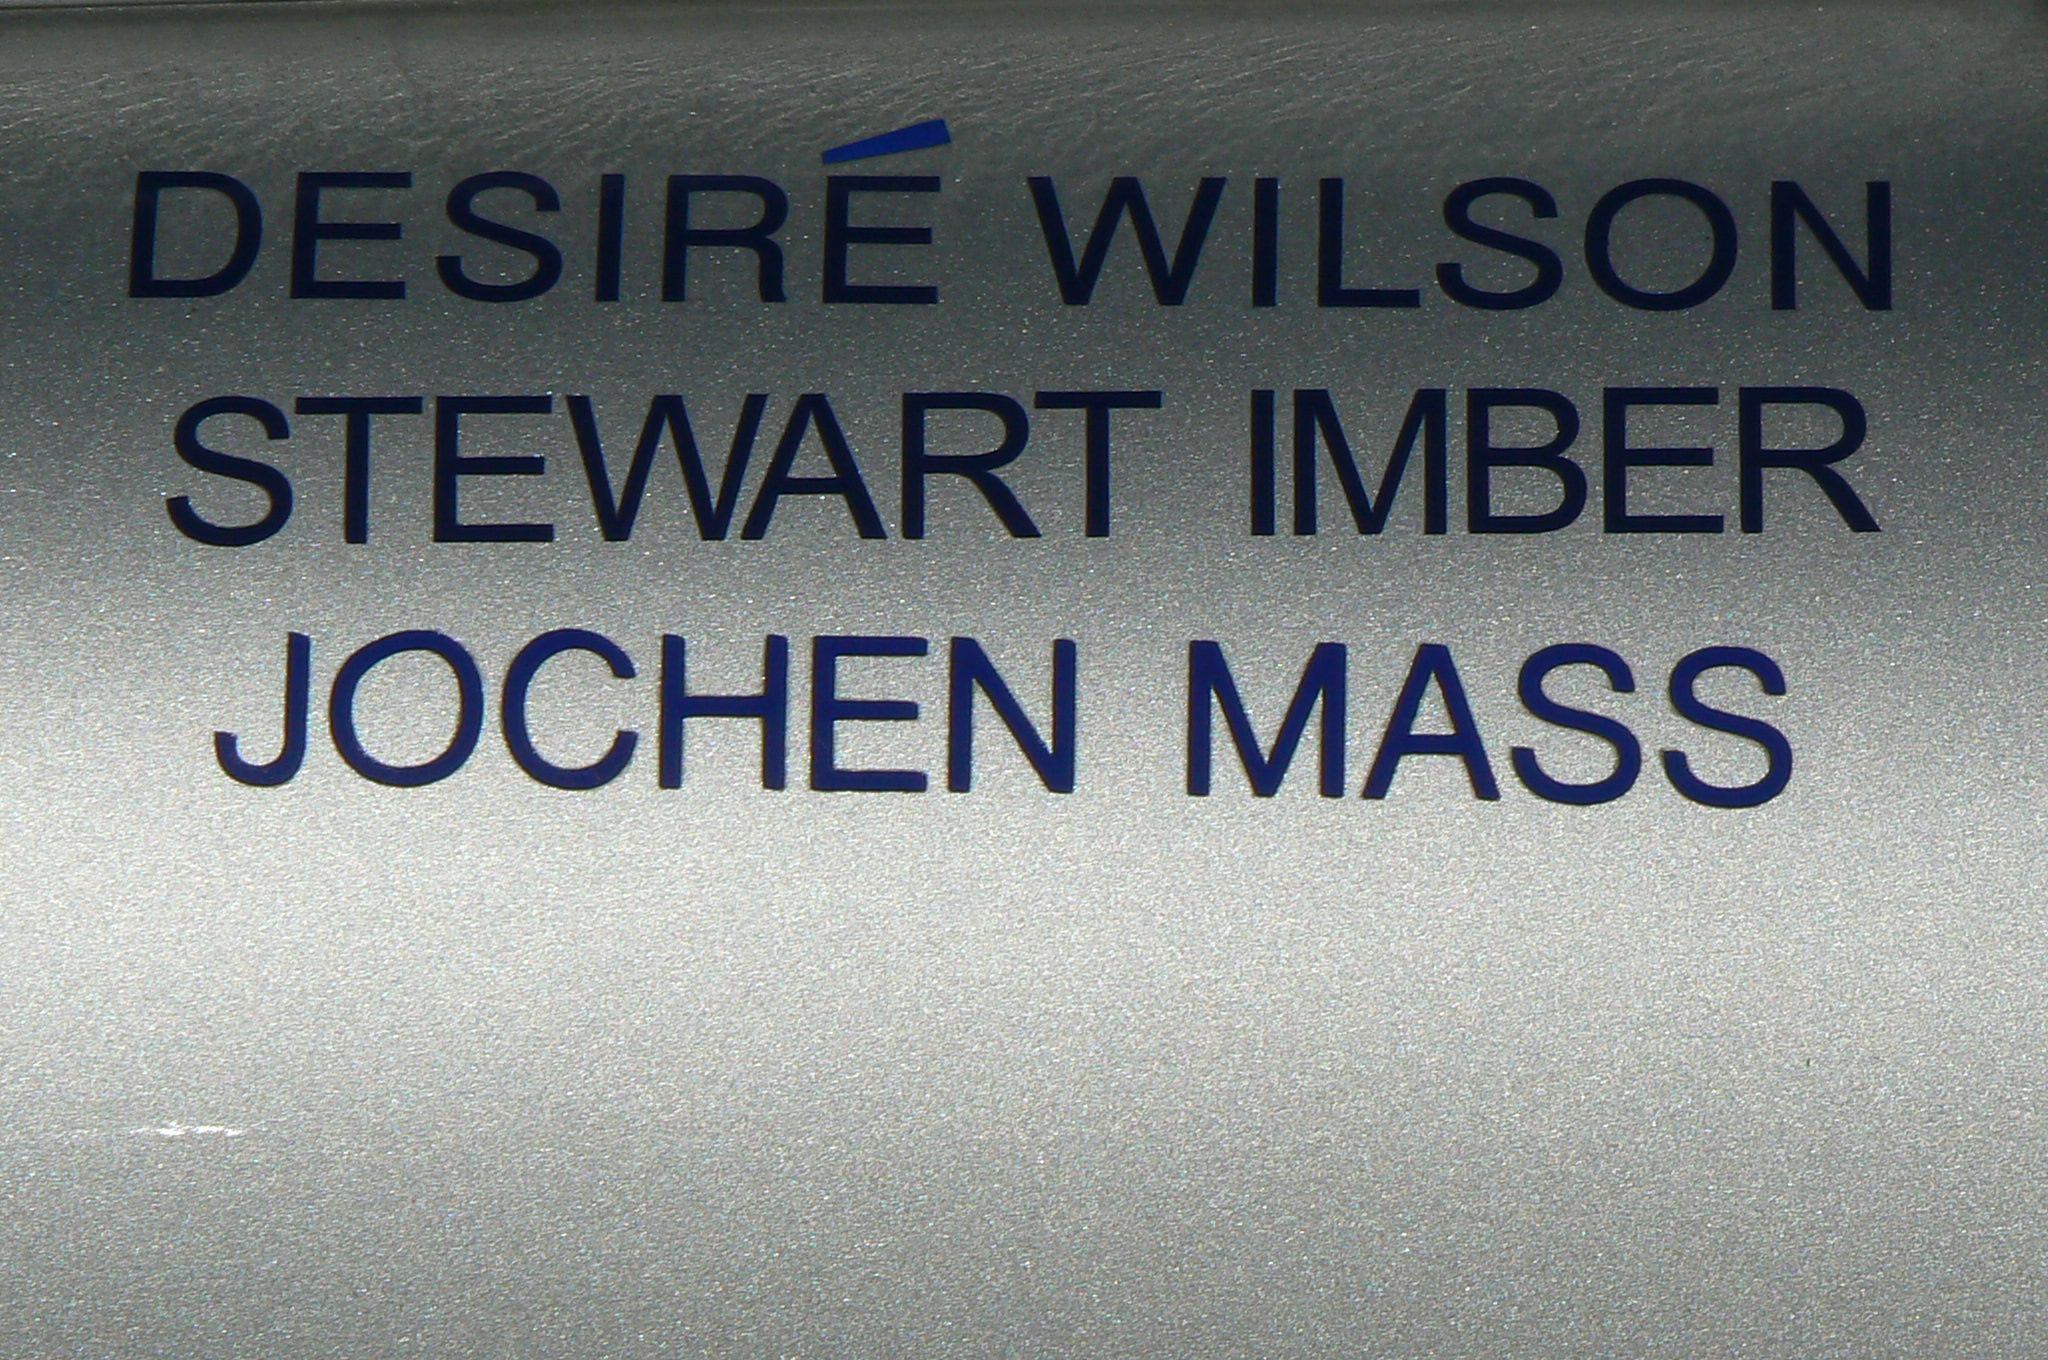 DESIRÉ WILSON
STEWART IMBER
JOCHEN MASS